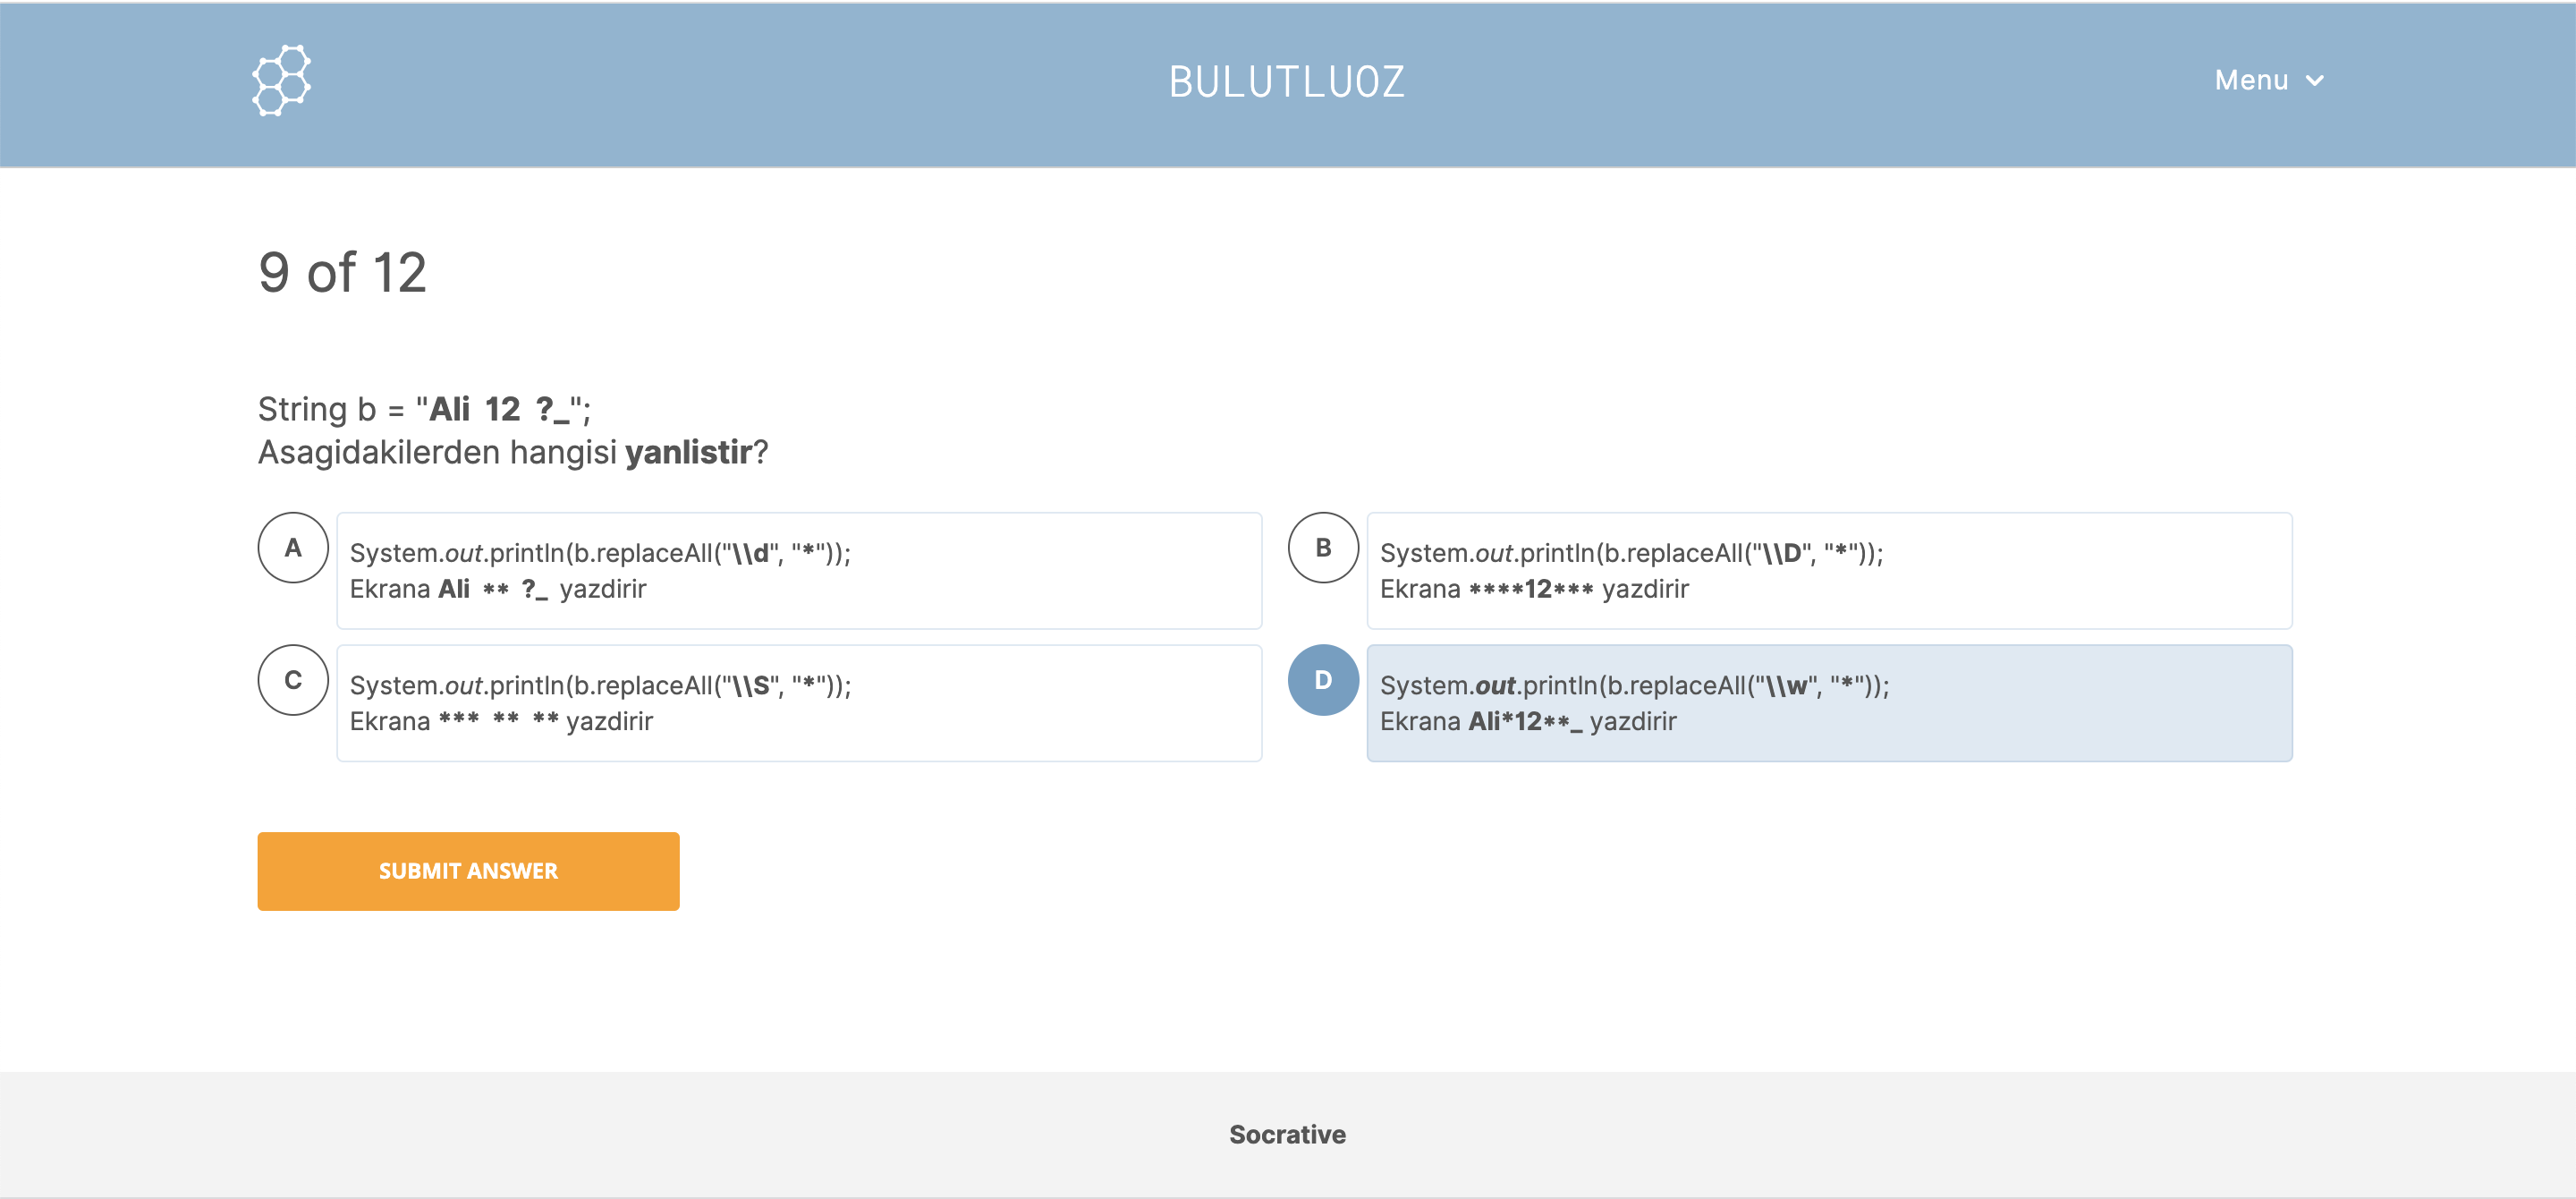 BULUTLUOZ
Menu
9 of 12
String b = "Ali  12  ?_";
Asagidakilerden hangisi yanlistir?
A
System.out.println(b.replaceAll("\\d", "*"));
Ekrana Ali  **  ?_  yazdirir
B
System.out.println(b.replaceAll("\\D", "*"));
Ekrana ****12*** yazdirir
C
System.out.println(b.replaceAll("\\S", "*"));
Ekrana ***  **  ** yazdirir
D
System.out.println(b.replaceAll("\\w", "*"));
Ekrana Ali*12**_ yazdirir
SUBMIT ANSWER
Socrative